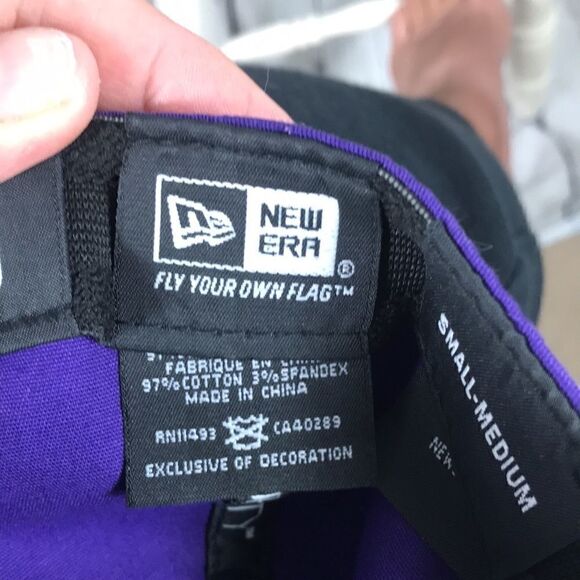 NEW
ERA
®
FLY YOUR OWN FLAG™
FABRIQUE EN
97%COTTON 3%SPANDEX
MADE IN CHINA
RN11493 CA40289
EXCLUSIVE OF DECORATION
SMALL-MEDIUM
NEW